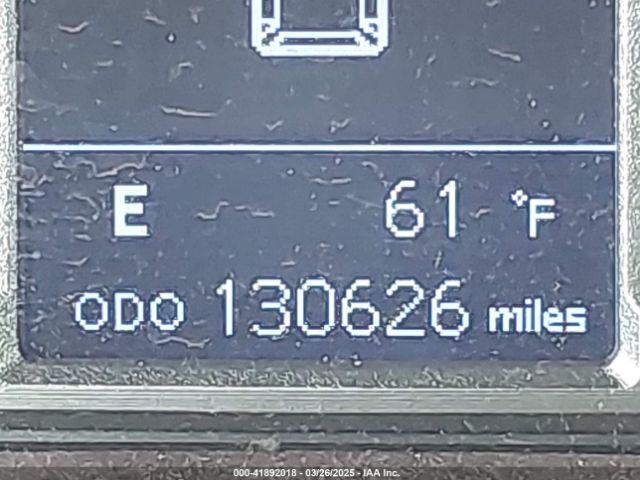 E 61 °F
ODO 130626 miles
000-41892018 - 03/26/2025 - IAA Inc.